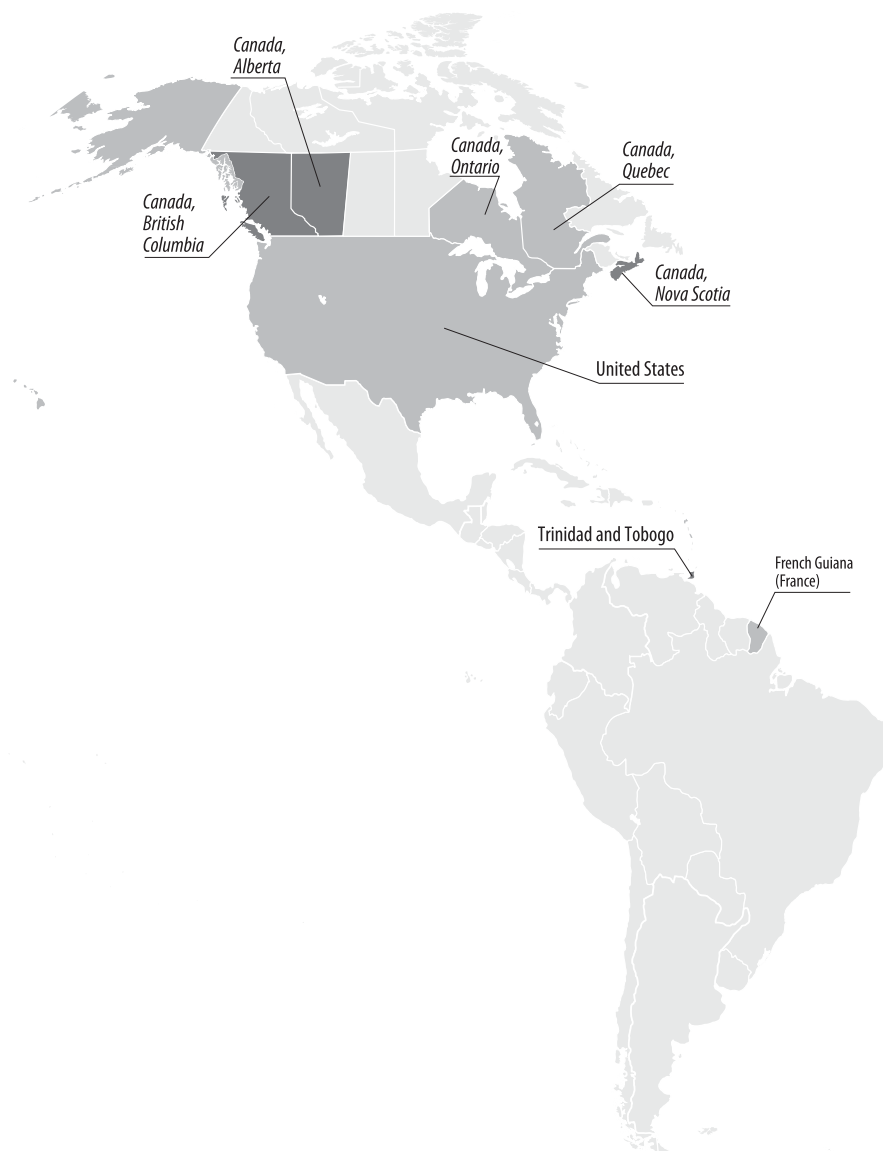 Canada,
Alberta
Canada,
Ontario
Canada,
Quebec
Canada,
British
Columbia
Canada,
Nova Scotia
United States
Trinidad and Tobogo
French Guiana
(France)